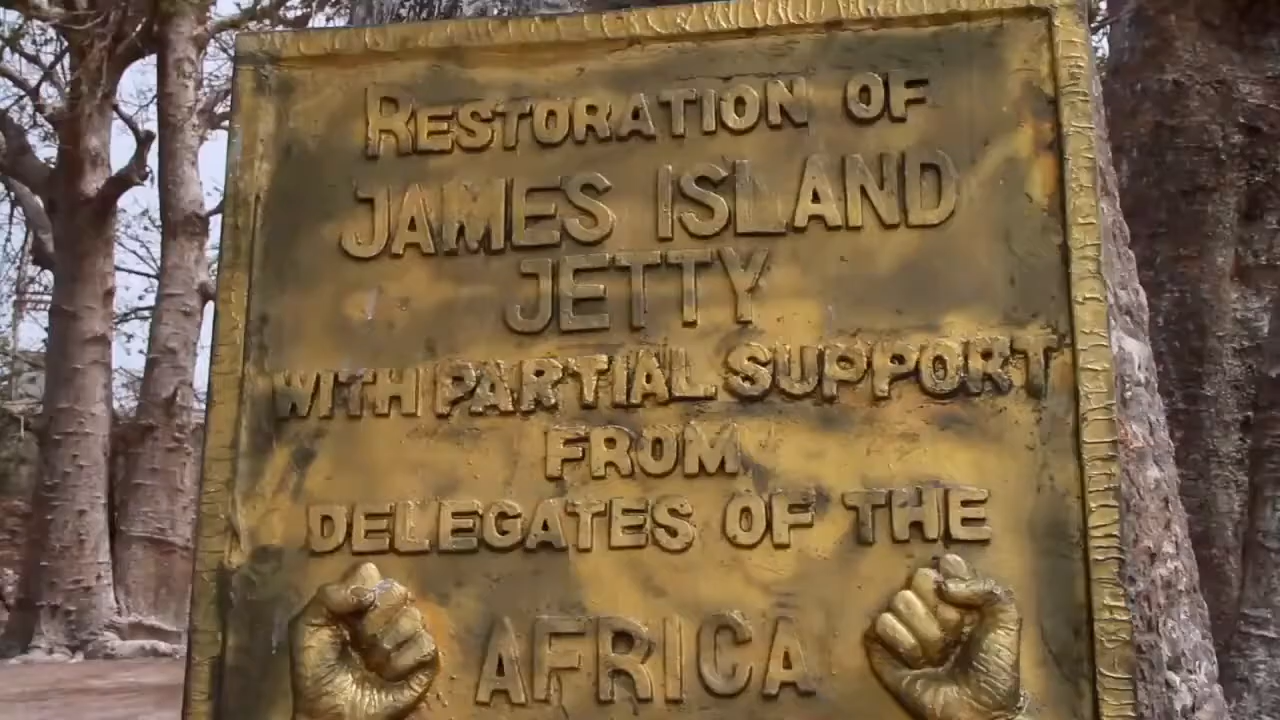 RESTORATION OF
JAMES ISLAND
JETTY
WITH PARTIAL SUPPORT
FROM
DELEGATES OF THE
AFRICA